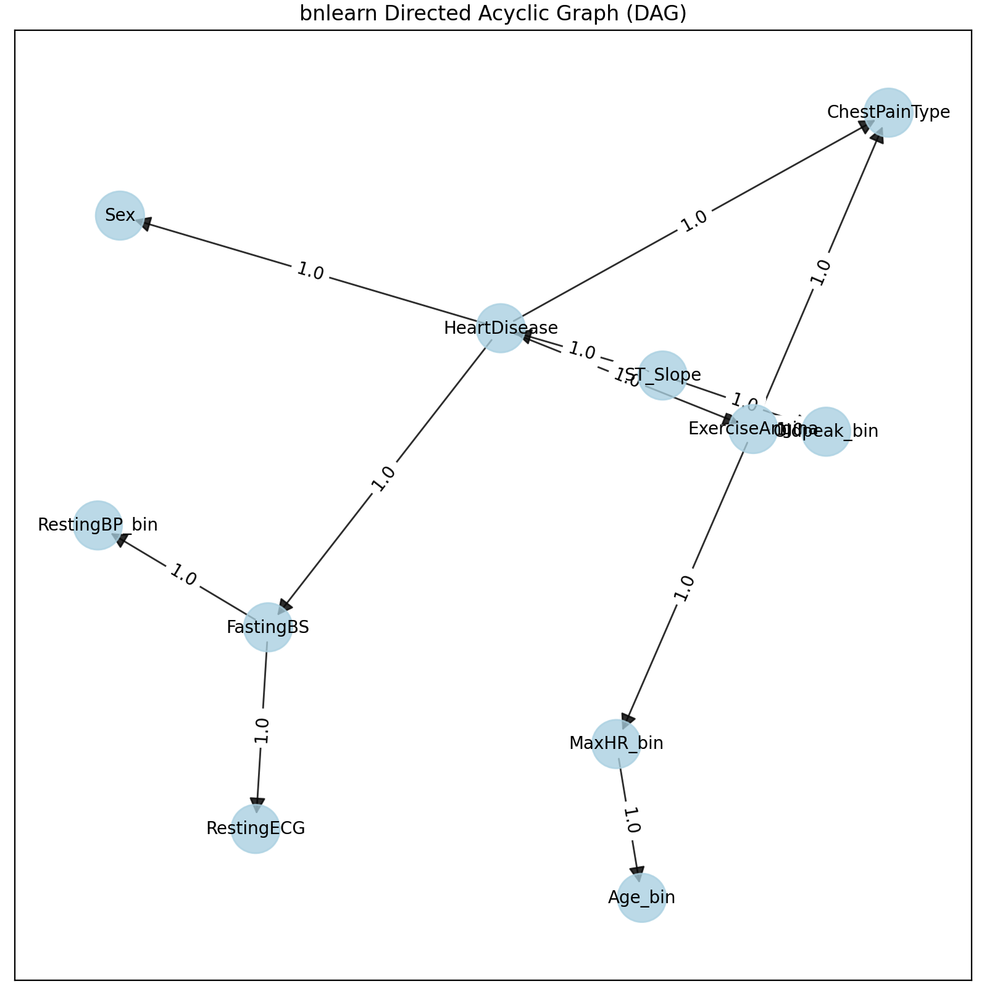 bnlearn Directed Acyclic Graph (DAG)
ChestPainType
Sex
1.0
1.0
1.0
HeartDisease
1.0
ST_Slope
1.0
1.0
ExerciseAngina
1.0
Oldpeak_bin
1.0
RestingBP_bin
1.0
1.0
FastingBS
1.0
MaxHR_bin
1.0
RestingECG
Age_bin